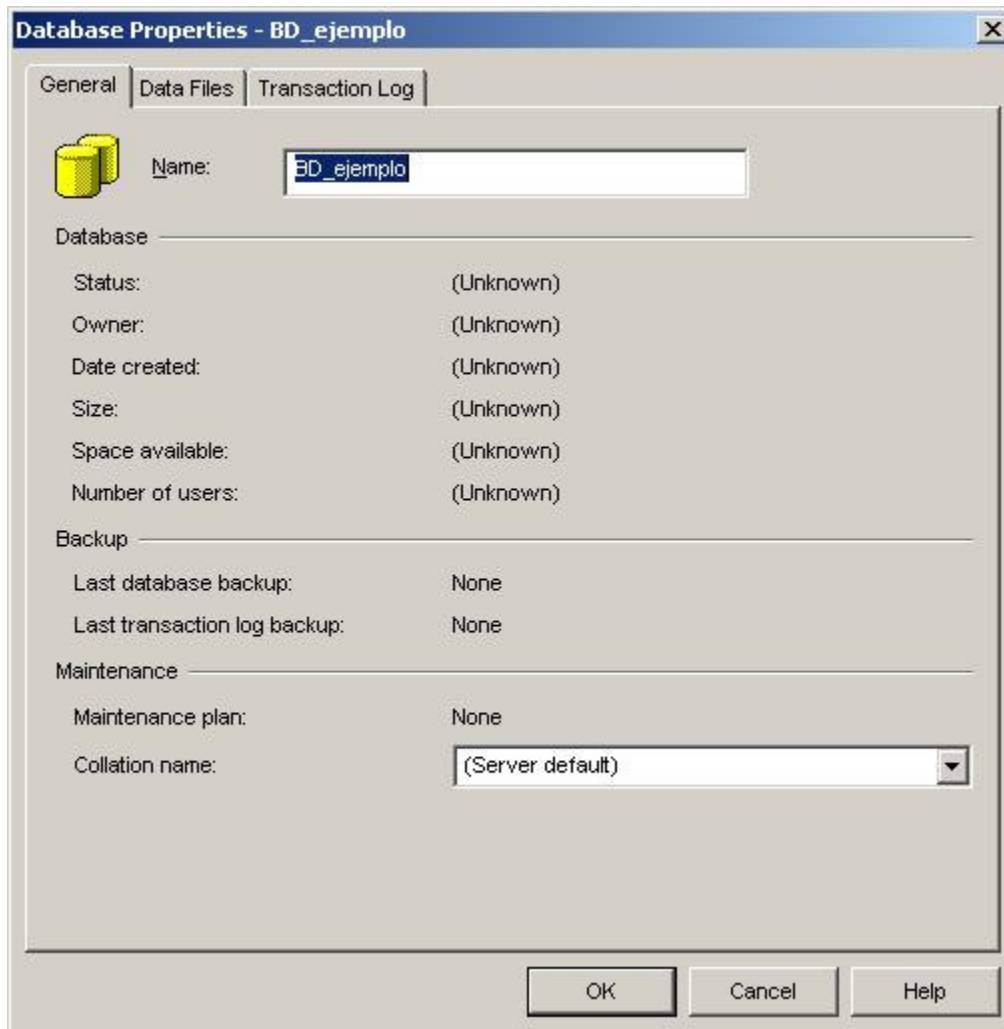 Database Properties - BD_ejemplo
General Data Files Transaction Log
Name: BD_ejemplo
Database
Status: (Unknown)
Owner: (Unknown)
Date created: (Unknown)
Size: (Unknown)
Space available: (Unknown)
Number of users: (Unknown)
Backup
Last database backup: None
Last transaction log backup: None
Maintenance
Maintenance plan: None
Collation name: (Server default)
OK Cancel Help